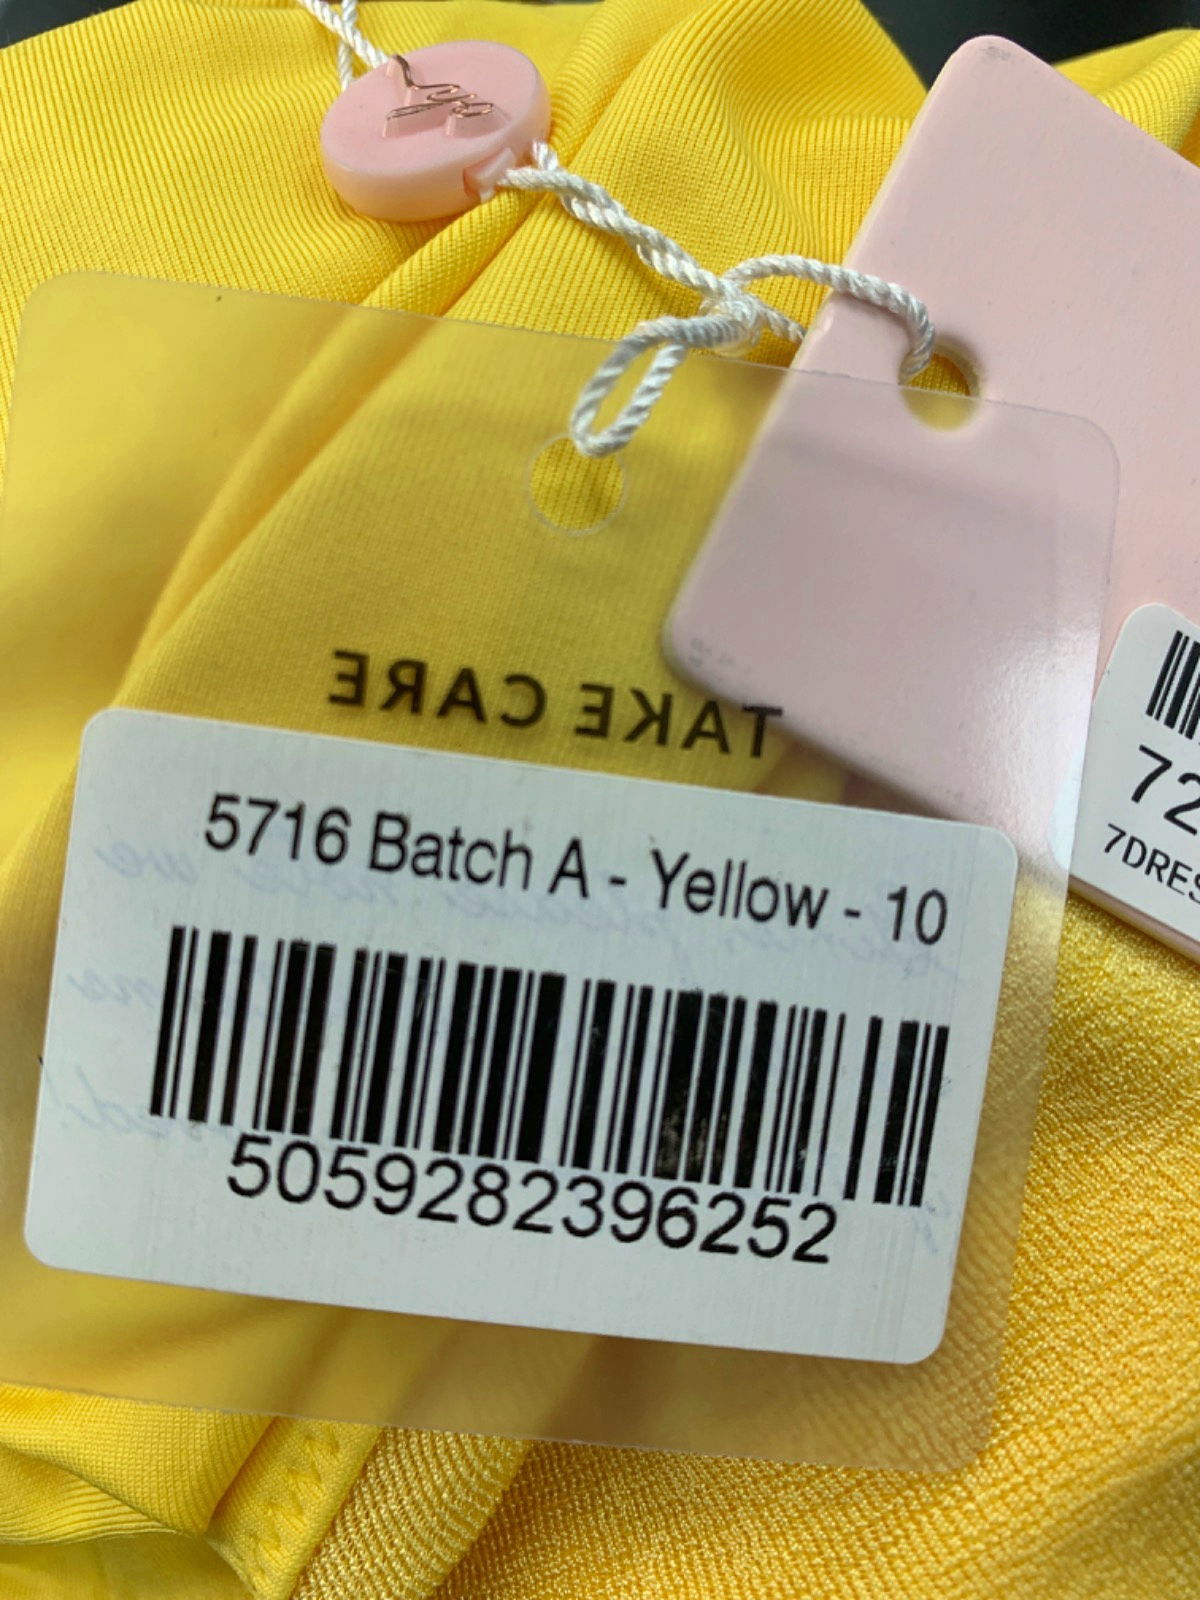 TAKE CARE
5716 Batch A - Yellow - 10
5059282396252
72
7DRES